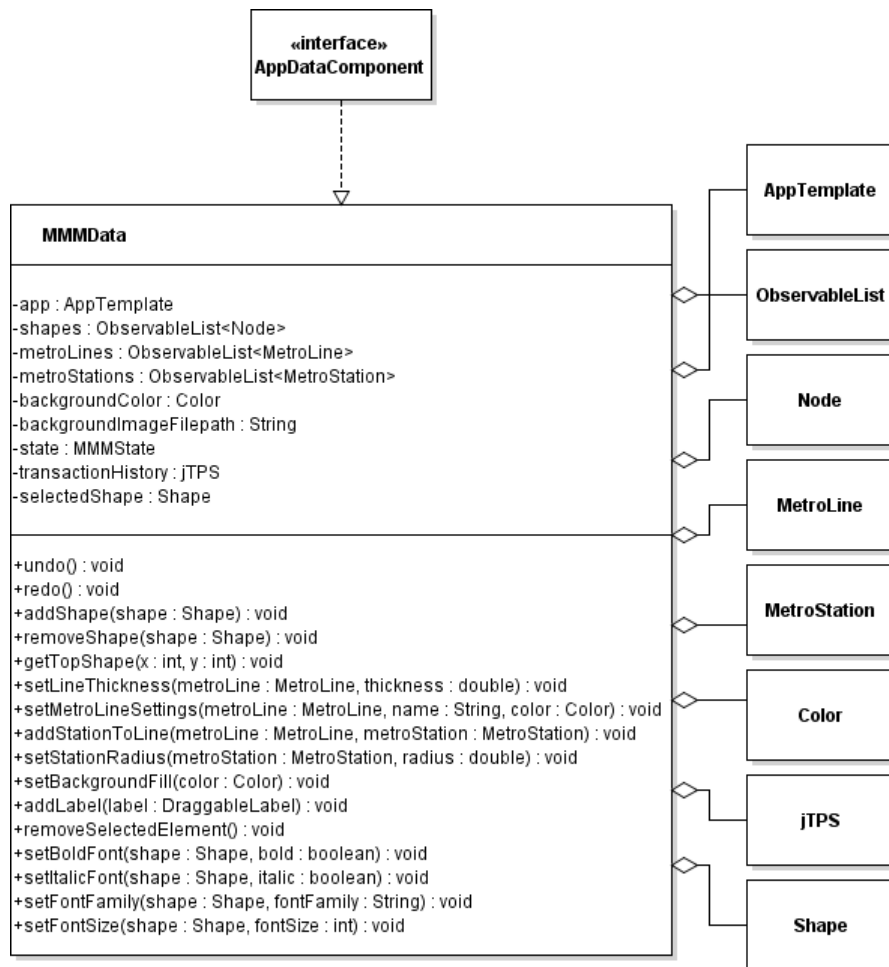 «interface»
AppDataComponent
MMMData
-app : AppTemplate
-shapes : ObservableList<Node>
-metroLines : ObservableList<MetroLine>
-metroStations : ObservableList<MetroStation>
-backgroundColor : Color
-backgroundImageFilepath : String
-state : MMMState
-transactionHistory : jTPS
-selectedShape : Shape
+undo() : void
+redo() : void
+addShape(shape : Shape) : void
+removeShape(shape : Shape) : void
+getTopShape(x : int, y : int) : void
+setLineThickness(metroLine : MetroLine, thickness : double) : void
+setMetroLineSettings(metroLine : MetroLine, name : String, color : Color) : void
+addStationToLine(metroLine : MetroLine, metroStation : MetroStation) : void
+setStationRadius(metroStation : MetroStation, radius : double) : void
+setBackgroundFill(color : Color) : void
+addLabel(label : DraggableLabel) : void
+removeSelectedElement() : void
+setBoldFont(shape : Shape, bold : boolean) : void
+setItalicFont(shape : Shape, italic : boolean) : void
+setFontFamily(shape : Shape, fontFamily : String) : void
+setFontSize(shape : Shape, fontSize : int) : void
AppTemplate
ObservableList
Node
MetroLine
MetroStation
Color
jTPS
Shape